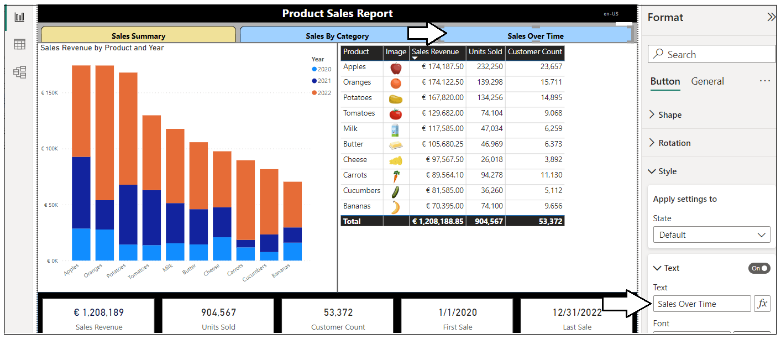 Product Sales Report
en-US
Sales Summary
Sales By Category
Sales Over Time
Sales Revenue by Product and Year
Year
2020
2021
2022
€ 150K
€ 100K
€ 50K
€ 0K
Apples
Oranges
Potatoes
Tomatoes
Milk
Butter
Cheese
Carrots
Cucumbers
Bananas
Product Image Sales Revenue Units Sold Customer Count
Apples € 174,187.50 232,250 23,657
Oranges € 174,122.50 139,298 15,711
Potatoes € 167,820.00 134,256 14,895
Tomatoes € 129,682.00 74,104 9,068
Milk € 117,585.00 47,034 6,259
Butter € 105,680.25 46,969 6,373
Cheese € 97,567.50 26,018 3,892
Carrots € 89,564.10 94,278 11,130
Cucumbers € 81,585.00 36,260 5,112
Bananas € 70,395.00 74,100 9,656
Total € 1,208,188.85 904,567 53,372
€ 1,208,189
Sales Revenue
904,567
Units Sold
53,372
Customer Count
1/1/2020
First Sale
12/31/2022
Last Sale
Format
Search
Button General
Shape
Rotation
Style
Apply settings to
State
Default
Text
On
Text
Sales Over Time
fx
Font